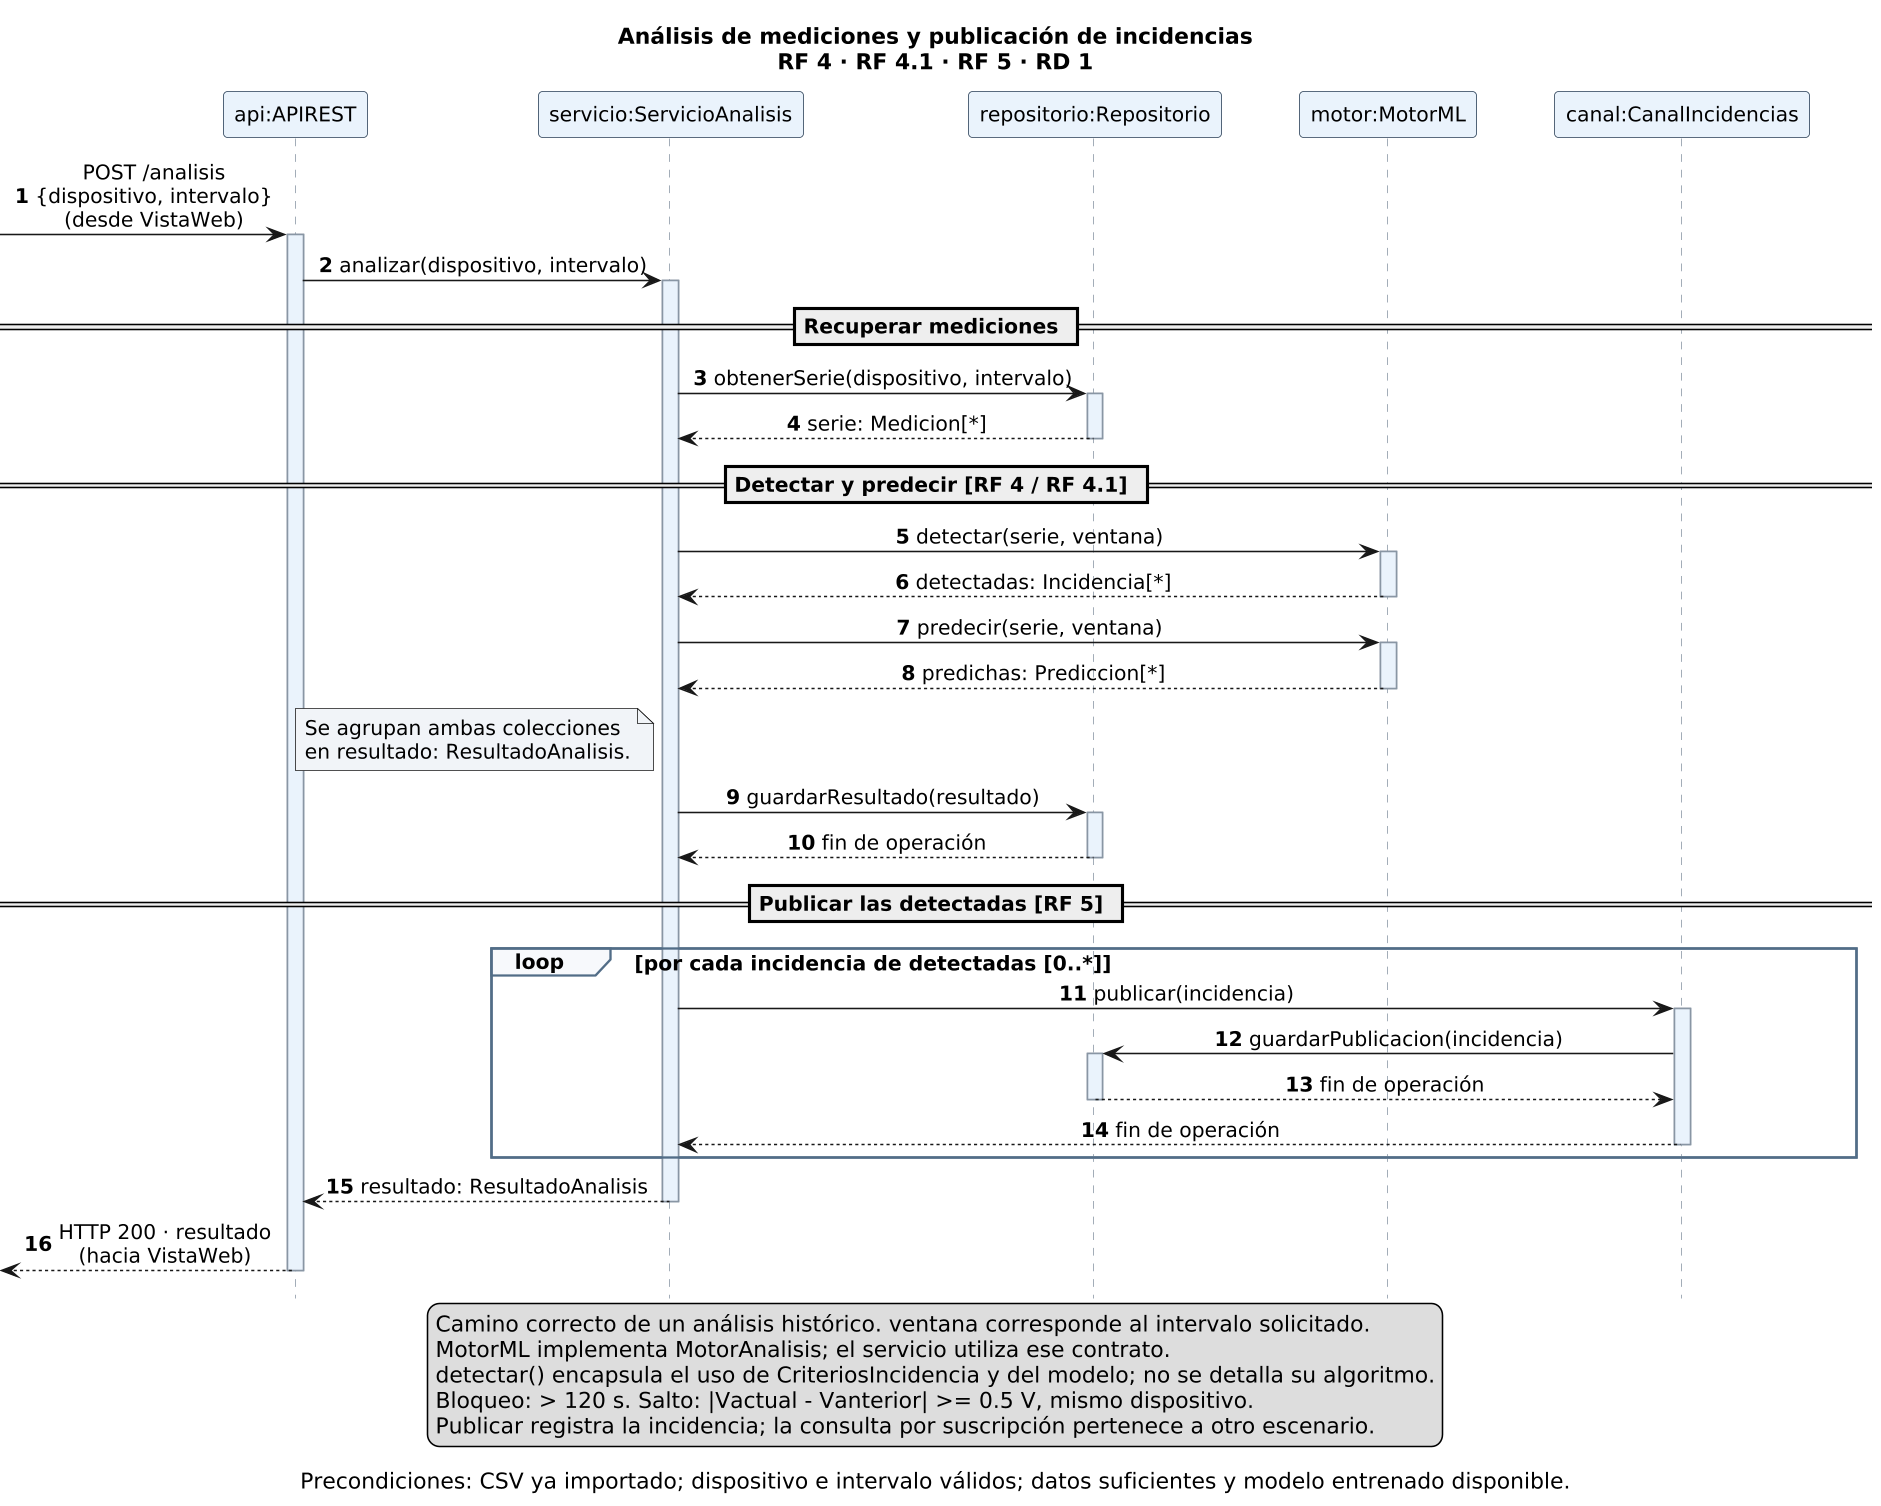 Análisis de mediciones y publicación de incidencias
RF 4 · RF 4.1 · RF 5 · RD 1
api:APIREST
servicio:ServicioAnalisis
repositorio:Repositorio
motor:MotorML
canal:CanalIncidencias
POST /analisis
1 {dispositivo, intervalo}
(desde VistaWeb)
2 analizar(dispositivo, intervalo)
Recuperar mediciones
3 obtenerSerie(dispositivo, intervalo)
4 serie: Medicion[*]
Detectar y predecir [RF 4 / RF 4.1]
5 detectar(serie, ventana)
6 detectadas: Incidencia[*]
7 predecir(serie, ventana)
8 predichas: Prediccion[*]
Se agrupan ambas colecciones
en resultado: ResultadoAnalisis.
9 guardarResultado(resultado)
10 fin de operación
Publicar las detectadas [RF 5]
loop [por cada incidencia de detectadas [0..*]]
11 publicar(incidencia)
12 guardarPublicacion(incidencia)
13 fin de operación
14 fin de operación
15 resultado: ResultadoAnalisis
16 HTTP 200 · resultado
(hacia VistaWeb)
Camino correcto de un análisis histórico. ventana corresponde al intervalo solicitado.
MotorML implementa MotorAnalisis; el servicio utiliza ese contrato.
detectar() encapsula el uso de CriteriosIncidencia y del modelo; no se detalla su algoritmo.
Bloqueo: > 120 s. Salto: |Vactual - Vanterior| >= 0.5 V, mismo dispositivo.
Publicar registra la incidencia; la consulta por suscripción pertenece a otro escenario.
Precondiciones: CSV ya importado; dispositivo e intervalo válidos; datos suficientes y modelo entrenado disponible.